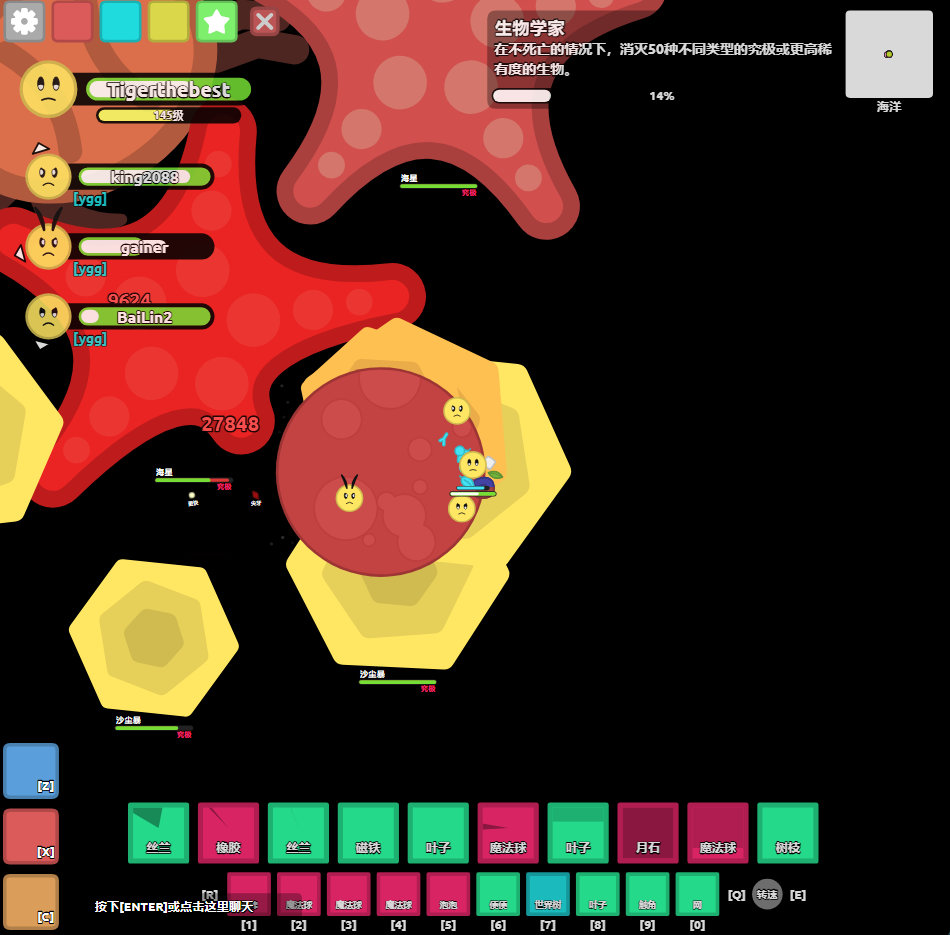 Tigerthebest
145级
king2088
[ygg]
gainer
[ygg]
9624
BaiLin2
[ygg]
生物学家
在不死亡的情况下，消灭50种不同类型的究极或更高稀
有度的生物。
14%
海洋
海星
究极
27848
海星
究极
沙尘暴
究极
沙尘暴
究极
[Z]
[X]
[C]
丝兰
橡胶
丝兰
磁铁
叶子
魔法球
叶子
月石
魔法球
树枝
[R]
魔法球
魔法球
魔法球
泡泡
便便
世界树
叶子
触角
网
[Q]
转速
[E]
按下[ENTER]或点击这里聊天
[1]
[2]
[3]
[4]
[5]
[6]
[7]
[8]
[9]
[0]